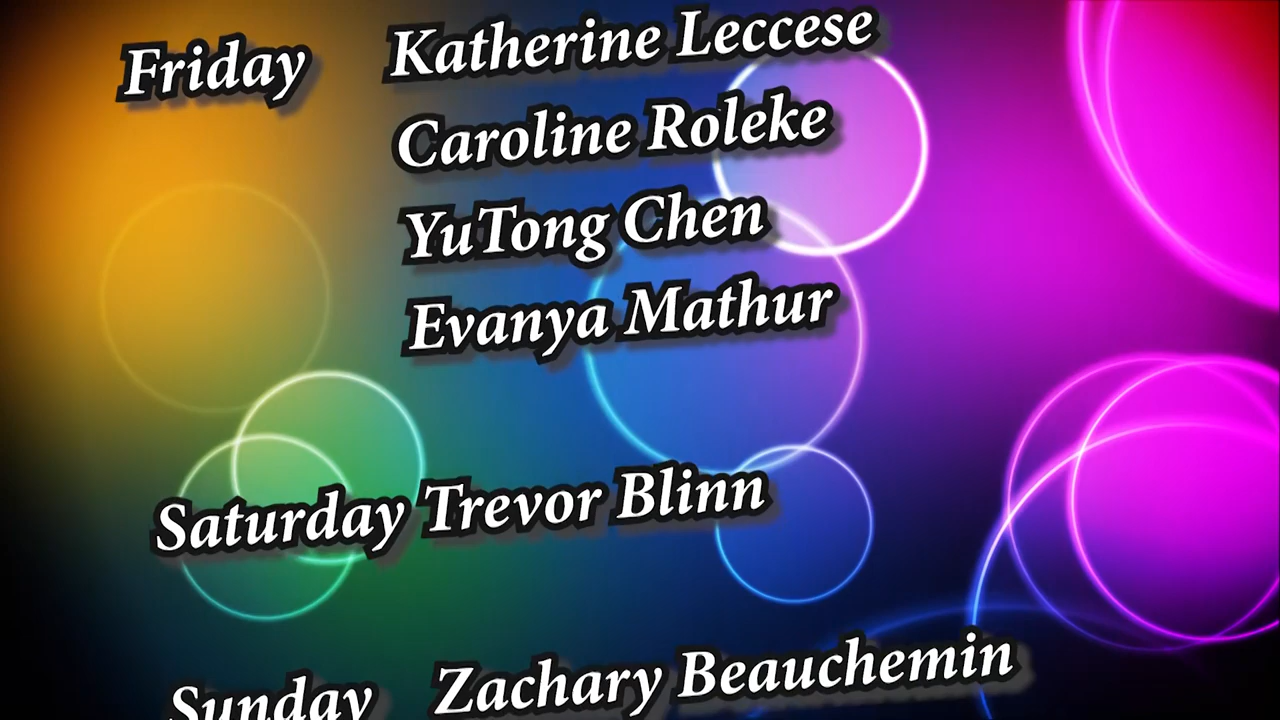 Friday Katherine Leccese
Caroline Roleke
YuTong Chen
Evanya Mathur
Saturday Trevor Blinn
Sunday Zachary Beauchemin